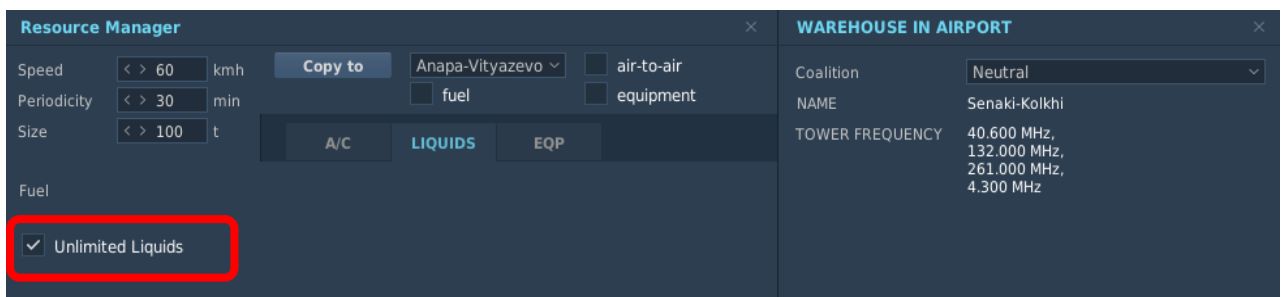 Resource Manager
Speed 60 kmh
Periodicity 30 min
Size 100 t
Copy to Anapa-Vityazevo air-to-air
fuel equipment
A/C LIQUIDS EQP
Fuel
Unlimited Liquids
WAREHOUSE IN AIRPORT
Coalition Neutral
NAME Senaki-Kolkhi
TOWER FREQUENCY 40.600 MHz,
132.000 MHz,
261.000 MHz,
4.300 MHz